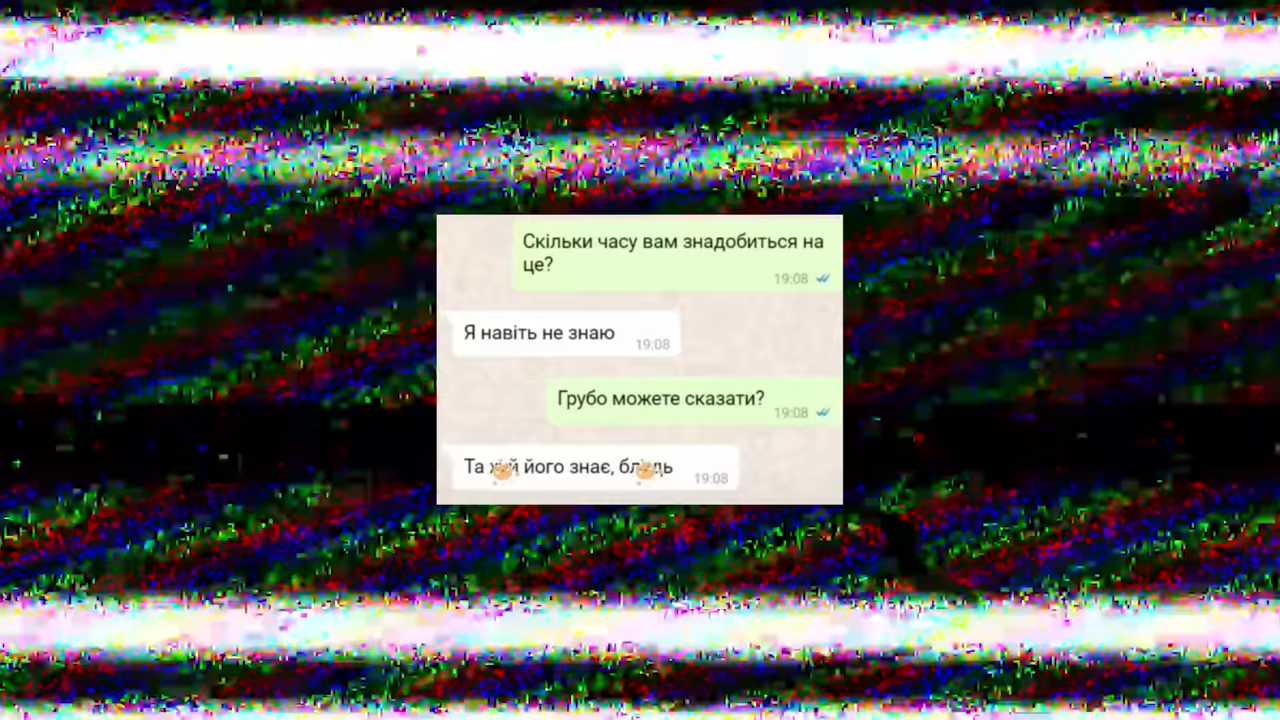 Скільки часу вам знадобиться на
це?
19:08
Я навіть не знаю
19:08
Грубо можете сказати?
19:08
Та його знає,
19:08